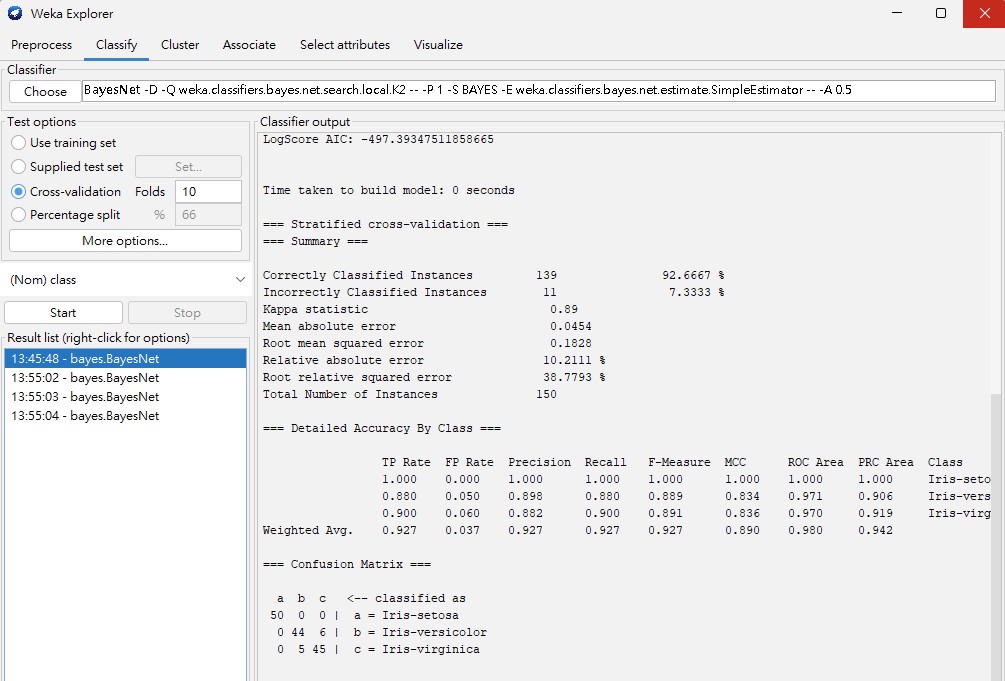 Weka Explorer
Preprocess Classify Cluster Associate Select attributes Visualize
Classifier
Choose BayesNet -D -Q weka.classifiers.bayes.net.search.local.K2 -- -P 1 -S BAYES -E weka.classifiers.bayes.net.estimate.SimpleEstimator -- -A 0.5
Test options
Use training set
Supplied test set Set...
Cross-validation Folds 10
Percentage split % 66
More options...
(Nom) class
Start Stop
Result list (right-click for options)
13:45:48 - bayes.BayesNet
13:55:02 - bayes.BayesNet
13:55:03 - bayes.BayesNet
13:55:04 - bayes.BayesNet
Classifier output
LogScore AIC: -497.39347511858665
Time taken to build model: 0 seconds
=== Stratified cross-validation ===
=== Summary ===
Correctly Classified Instances 139 92.6667 %
Incorrectly Classified Instances 11 7.3333 %
Kappa statistic 0.89
Mean absolute error 0.0454
Root mean squared error 0.1828
Relative absolute error 10.2111 %
Root relative squared error 38.7793 %
Total Number of Instances 150
=== Detailed Accuracy By Class ===
TP Rate FP Rate Precision Recall F-Measure MCC ROC Area PRC Area Class
1.000 0.000 1.000 1.000 1.000 1.000 1.000 1.000 Iris-seto
0.880 0.050 0.898 0.880 0.889 0.834 0.971 0.906 Iris-vers
0.900 0.060 0.882 0.900 0.891 0.836 0.970 0.919 Iris-virg
Weighted Avg. 0.927 0.037 0.927 0.927 0.927 0.890 0.980 0.942
=== Confusion Matrix ===
a b c <-- classified as
50 0 0 | a = Iris-setosa
0 44 6 | b = Iris-versicolor
0 5 45 | c = Iris-virginica